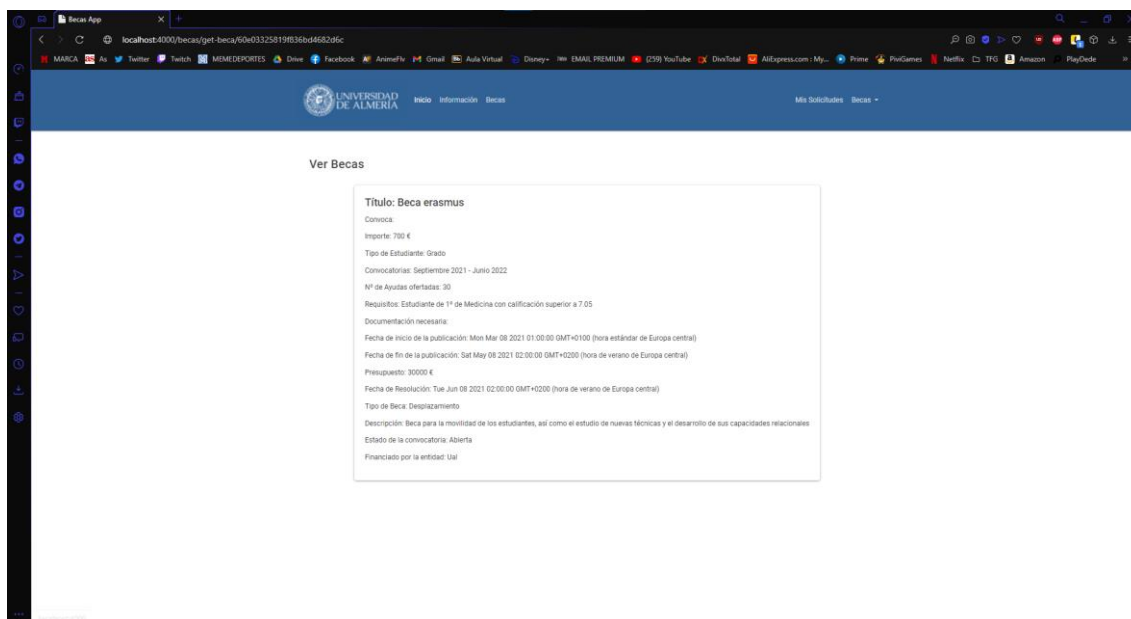 Becas App
localhost:4000/becas/get-beca/60e03325819f836bd4682d6c
MARCA As Twitter Twitch MEMEDEPORTES Drive Facebook AnimeFlv Gmail Aula Virtual Disney+ EMAIL PREMIUM (259) YouTube DivxTotal AliExpress.com : My... Prime PiviGames Netflix TFG Amazon PlayDede »
UNIVERSIDAD
DE ALMERÍA
Inicio Información Becas
Mis Solicitudes Becas
Ver Becas
Título: Beca erasmus
Convoca:
Importe: 700 €
Tipo de Estudiante: Grado
Convocatorias: Septiembre 2021 - Junio 2022
Nº de Ayudas ofertadas: 30
Requisitos: Estudiante de 1º de Medicina con calificación superior a 7.05
Documentación necesaria:
Fecha de inicio de la publicación: Mon Mar 08 2021 01:00:00 GMT+0100 (hora estándar de Europa central)
Fecha de fin de la publicación: Sat May 08 2021 02:00:00 GMT+0200 (hora de verano de Europa central)
Presupuesto: 30000 €
Fecha de Resolución: Tue Jun 08 2021 02:00:00 GMT+0200 (hora de verano de Europa central)
Tipo de Beca: Desplazamiento
Descripción: Beca para la movilidad de los estudiantes, así como el estudio de nuevas técnicas y el desarrollo de sus capacidades relacionales
Estado de la convocatoria: Abierta
Financiado por la entidad: Ual